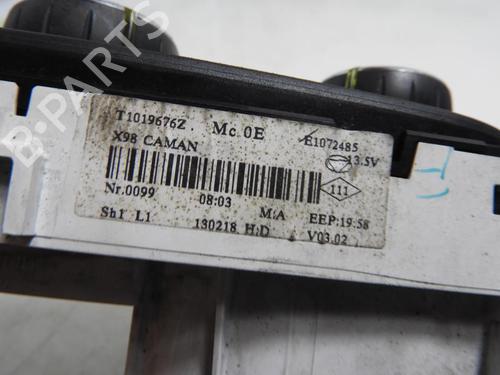 T1019676Z Mc.0E E1072485
X98 CAMAN 13.5V
111
Nr.0099 08:03 M:A EEP:19.58
Sh1 L1 130218 H:D V03.02
B-PARTS